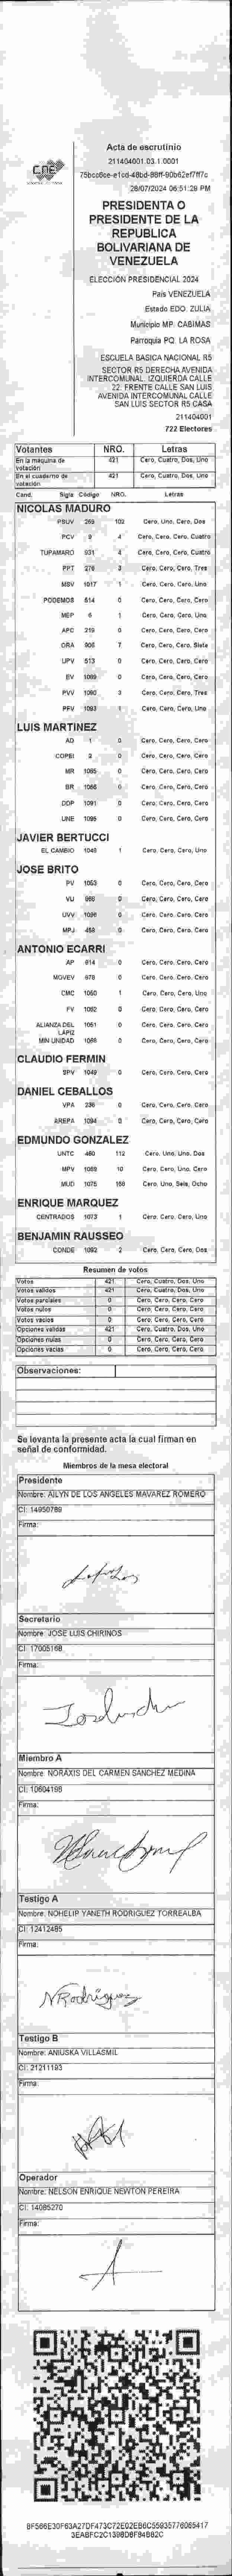 CNE
Acta de escrutinio
211404001.03.1.0001
28/07/2024 06:51:28 PM
PRESIDENTA O
PRESIDENTE DE LA
REPUBLICA
BOLIVARIANA DE
VENEZUELA
ELECCIÓN PRESIDENCIAL 2024
País VENEZUELA
Estado EDO. ZULIA
Municipio MP. CABIMAS
Parroquia PQ. LA ROSA
ESCUELA BASICA NACIONAL R5
SECTOR R5 DERECHA AVENIDA
INTERCOMUNAL. IZQUIERDA CALLE
22. FRENTE CALLE SAN LUIS
AVENIDA INTERCOMUNAL CALLE
SAN LUIS SECTOR R5 CASA
211404001
722 Electores
Votantes NRO. Letras
En la maquina de votación 421 Cero, Cuatro, Dos, Uno
En el cuaderno de votación 421 Cero, Cuatro, Dos, Uno
Cand. Sigla Código NRO. Letras
NICOLAS MADURO
PSUV 269 102 Cero, Uno, Cero, Dos
PCV 9 4 Cero, Cero, Cero, Cuatro
TUPAMARO 931 4 Cero, Cero, Cero, Cuatro
PPT 276 3 Cero, Cero, Cero, Tres
MSV 1017 1 Cero, Cero, Cero, Uno
PODEMOS 514 0 Cero, Cero, Cero, Cero
MEP 6 1 Cero, Cero, Cero, Uno
APC 219 0 Cero, Cero, Cero, Cero
ORA 906 7 Cero, Cero, Cero, Siete
UPV 513 0 Cero, Cero, Cero, Cero
EV 1089 0 Cero, Cero, Cero, Cero
PVV 1090 3 Cero, Cero, Cero, Tres
PFV 1093 1 Cero, Cero, Cero, Uno
LUIS MARTINEZ
AD 1 0 Cero, Cero, Cero, Cero
COPEI 2 0 Cero, Cero, Cero, Cero
MR 1085 0 Cero, Cero, Cero, Cero
BR 1086 0 Cero, Cero, Cero, Cero
DDP 1091 0 Cero, Cero, Cero, Cero
UNE 1095 0 Cero, Cero, Cero, Cero
JAVIER BERTUCCI
EL CAMBIO 1048 1 Cero, Cero, Cero, Uno
JOSE BRITO
PV 1053 0 Cero, Cero, Cero, Cero
VU 968 0 Cero, Cero, Cero, Cero
UVV 1096 0 Cero, Cero, Cero, Cero
MPJ 458 0 Cero, Cero, Cero, Cero
ANTONIO ECARRI
AP 914 0 Cero, Cero, Cero, Cero
MOVEV 978 0 Cero, Cero, Cero, Cero
CMC 1060 1 Cero, Cero, Cero, Uno
FV 1082 0 Cero, Cero, Cero, Cero
ALIANZA DEL LÁPIZ 1061 0 Cero, Cero, Cero, Cero
MIN UNIDAD 1088 0 Cero, Cero, Cero, Cero
CLAUDIO FERMIN
SPV 1049 0 Cero, Cero, Cero, Cero
DANIEL CEBALLOS
VPA 236 0 Cero, Cero, Cero, Cero
AREPA 1094 0 Cero, Cero, Cero, Cero
EDMUNDO GONZALEZ
UNTC 460 112 Cero, Uno, Uno, Dos
MPV 1069 10 Cero, Cero, Uno, Cero
MUD 1075 168 Cero, Uno, Seis, Ocho
ENRIQUE MARQUEZ
CENTRADOS 1073 1 Cero, Cero, Cero, Uno
BENJAMIN RAUSSEO
CONDE 1092 2 Cero, Cero, Cero, Dos
Resumen de votos
Votos 421 Cero, Cuatro, Dos, Uno
Votos validos 421 Cero, Cuatro, Dos, Uno
Votos parciales 0 Cero, Cero, Cero, Cero
Votos nulos 0 Cero, Cero, Cero, Cero
Votos vacios 0 Cero, Cero, Cero, Cero
Opciones validas 421 Cero, Cuatro, Dos, Uno
Opciones nulas 0 Cero, Cero, Cero, Cero
Opciones vacias 0 Cero, Cero, Cero, Cero
Observaciones:
Se levanta la presente acta la cual firman en
señal de conformidad.
Miembros de la mesa electoral
Presidente
Nombre: AILYN DE LOS ANGELES MAVAREZ ROMERO
CI: 14950789
Firma:
Secretario
Nombre: JOSE LUIS CHIRINOS
CI: 17005168
Firma:
Miembro A
Nombre: NORAXIS DEL CARMEN SANCHEZ MEDINA
CI: 10604198
Firma:
Testigo A
Nombre: NOHELIP YANETH RODRIGUEZ TORREALBA
CI: 12412485
Firma:
NRodriguez
Testigo B
Nombre: ANIUSKA VILLASMIL
CI: 21211193
Firma:
Operador
Nombre: NELSON ENRIQUE NEWTON PEREIRA
CI: 14085270
Firma: